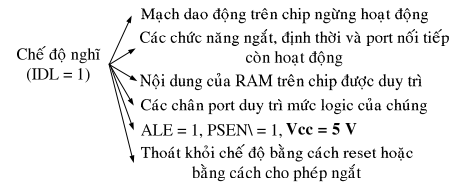 Mạch dao động trên chip ngừng hoạt động
Các chức năng ngắt, định thời và port nối tiếp
còn hoạt động
Chế độ nghĩ
(IDL = 1)
Nội dung của RAM trên chip được duy trì
Các chân port duy trì mức logic của chúng
ALE = 1, PSEN\ = 1, Vcc = 5 V
Thoát khỏi chế độ bằng cách reset hoặc
bằng cách cho phép ngắt